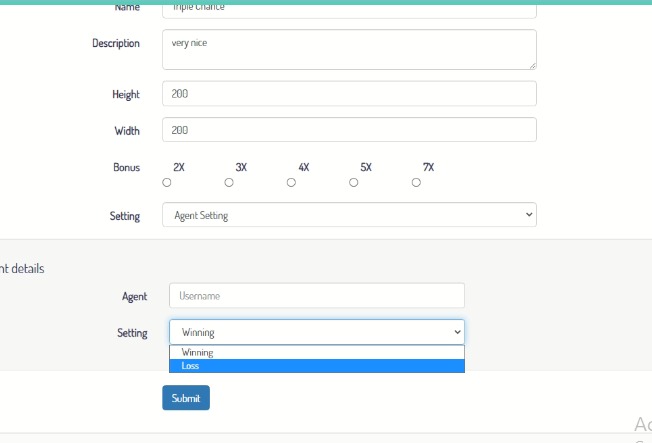 Name Triple Chance
Description very nice
Height 200
Width 200
Bonus 2X 3X 4X 5X 7X
Setting Agent Setting
nt details
Agent Username
Setting Winning
Winning
Loss
Submit